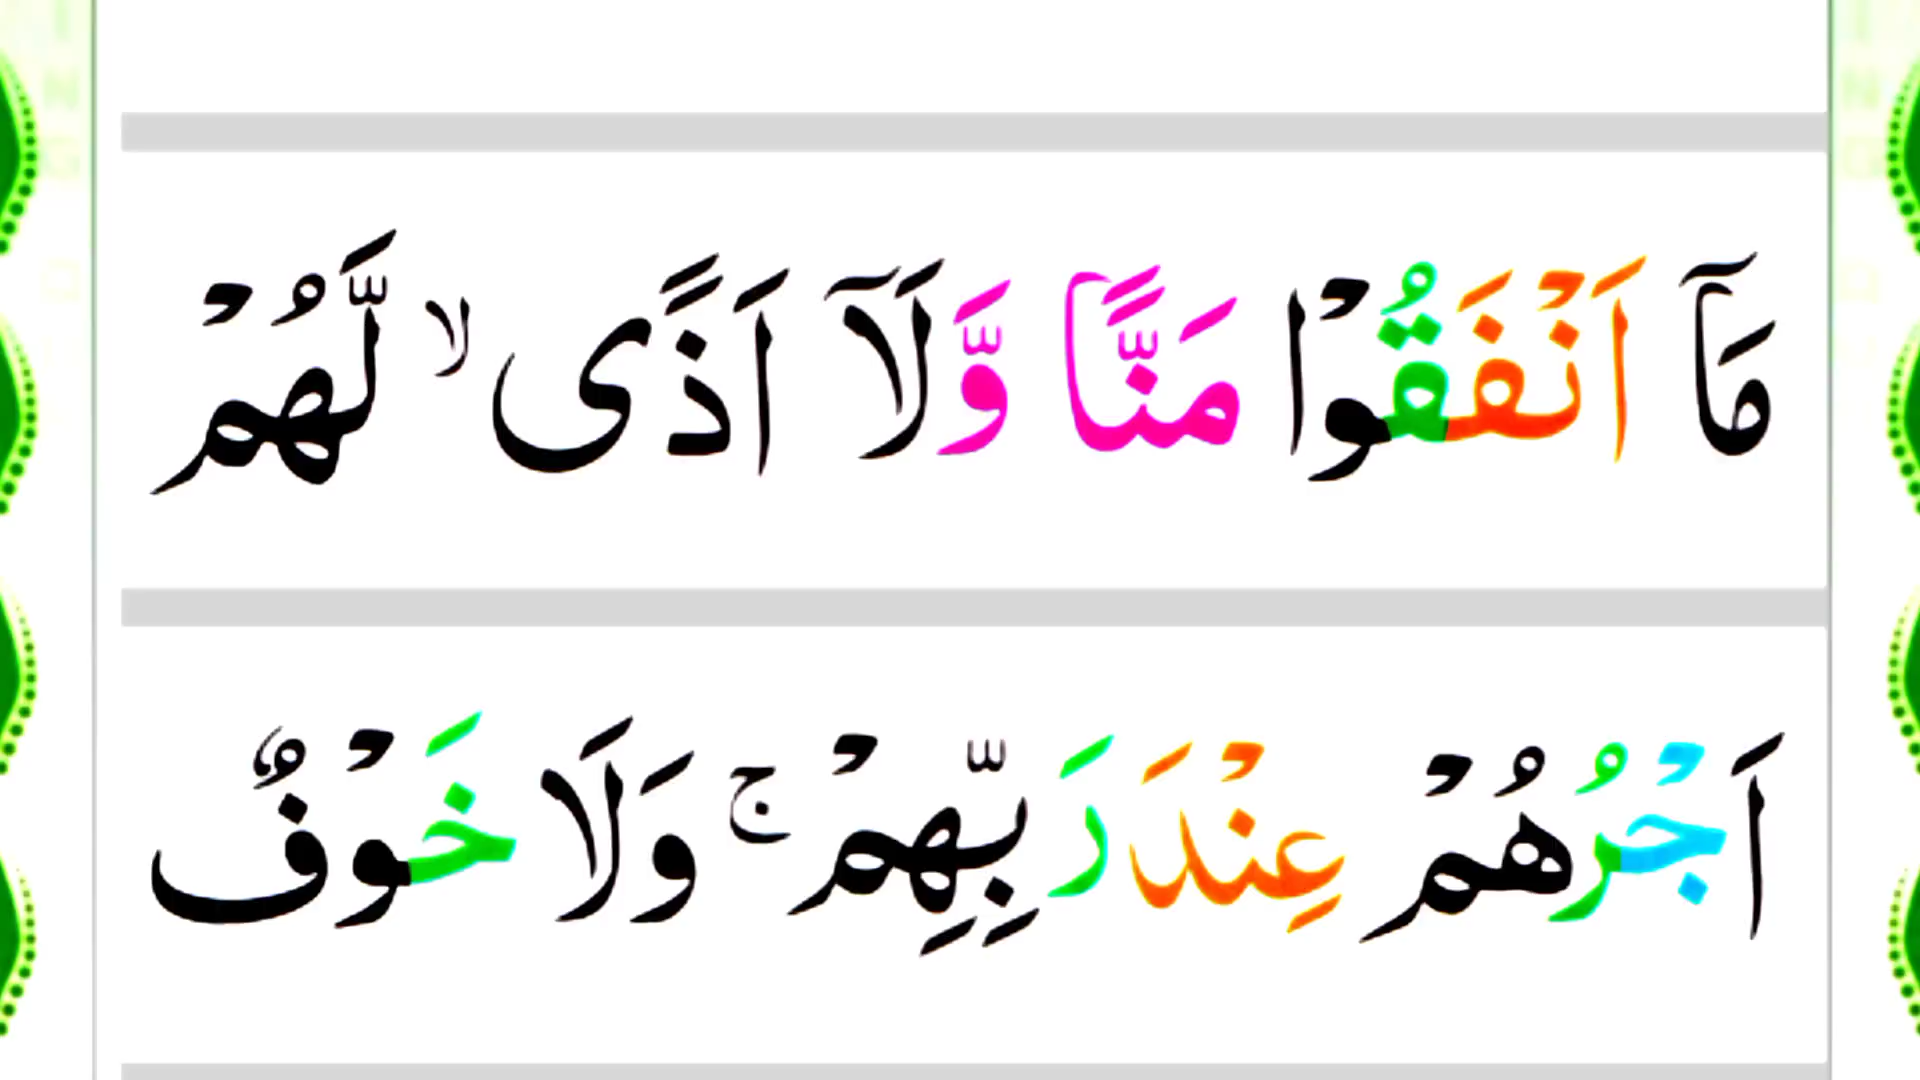 مَآ اَنْفَقُوْا مَنًّا وَّلَآ اَذًى ۙ لَّهُمْ
اَجْرُهُمْ عِنْدَ رَبِّهِمْ ۚ وَلَا خَوْفٌ